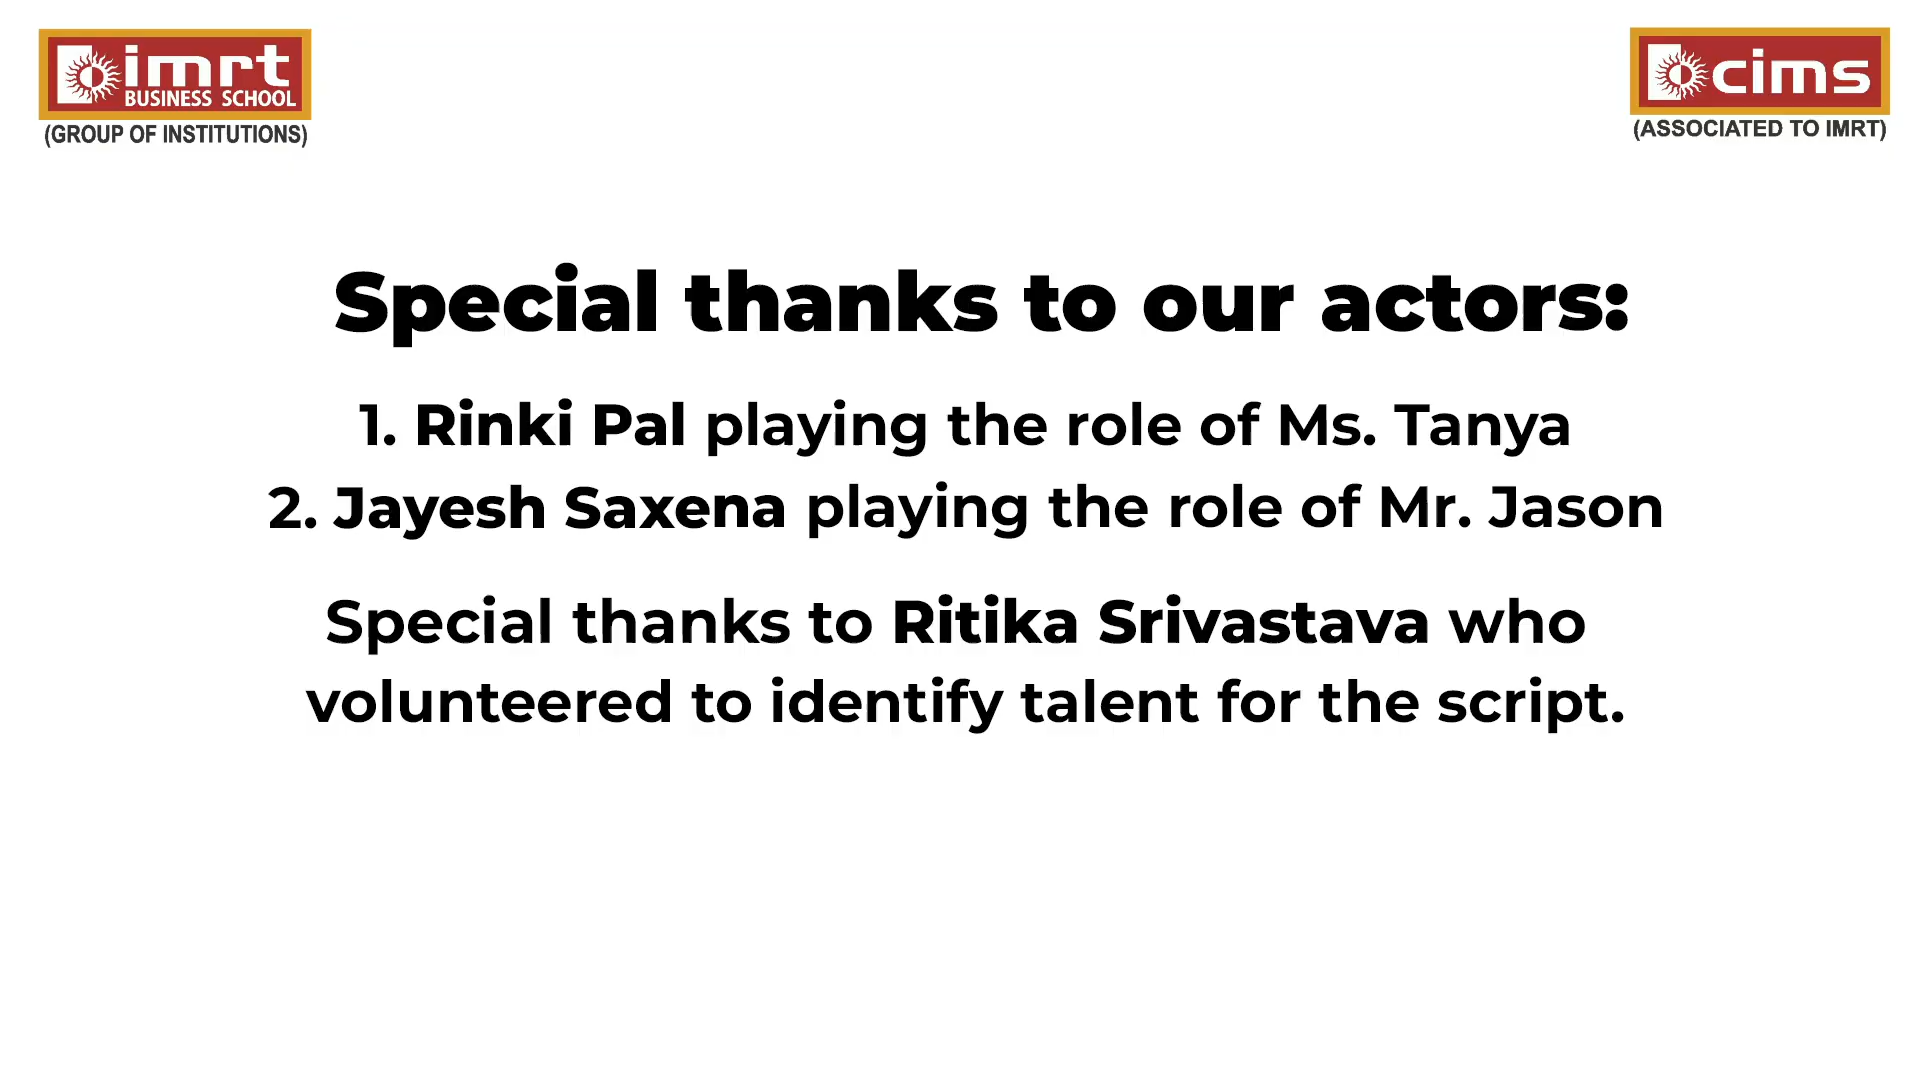 imrt
BUSINESS SCHOOL
(GROUP OF INSTITUTIONS)
cims
(ASSOCIATED TO IMRT)
Special thanks to our actors:
1. Rinki Pal playing the role of Ms. Tanya
2. Jayesh Saxena playing the role of Mr. Jason
Special thanks to Ritika Srivastava who
volunteered to identify talent for the script.